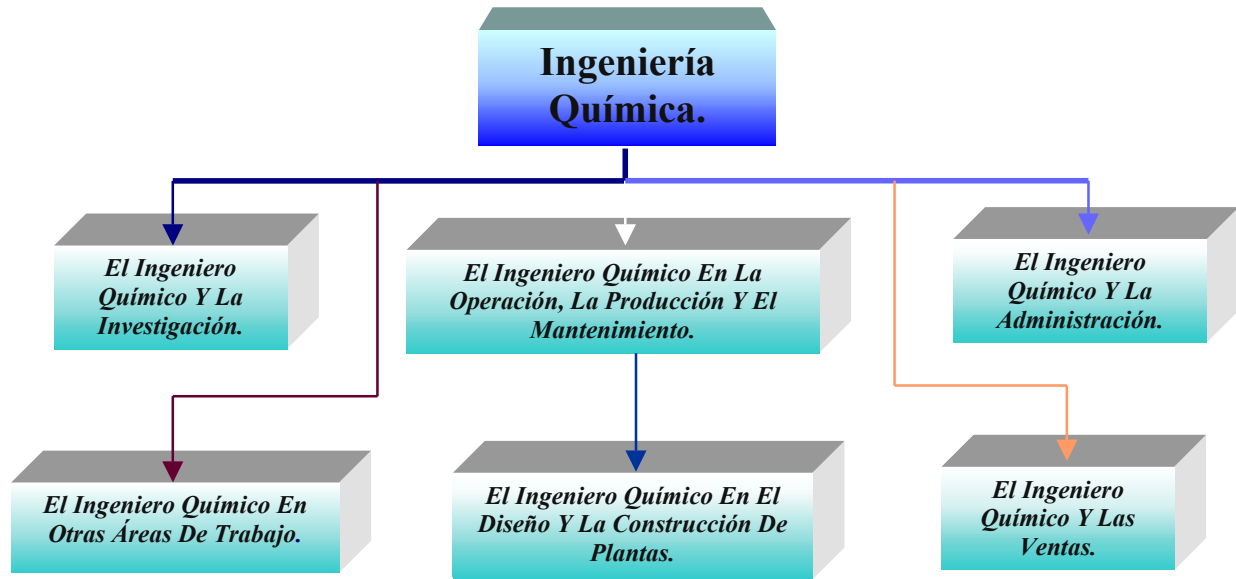 Ingeniería
Química.
El Ingeniero
Químico Y La
Investigación.
El Ingeniero Químico En La
Operación, La Producción Y El
Mantenimiento.
El Ingeniero
Químico Y La
Administración.
El Ingeniero Químico En
Otras Áreas De Trabajo.
El Ingeniero Químico En El
Diseño Y La Construcción De
Plantas.
El Ingeniero
Químico Y Las
Ventas.